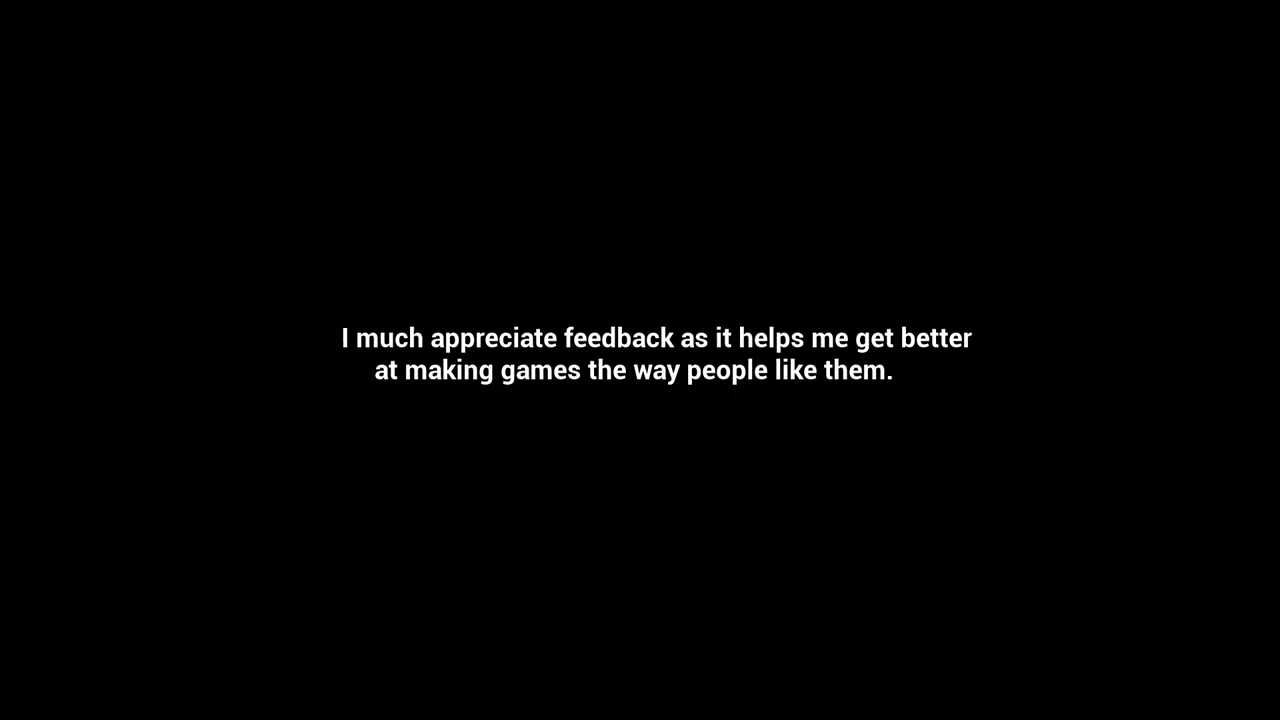 I much appreciate feedback as it helps me get better
at making games the way people like them.